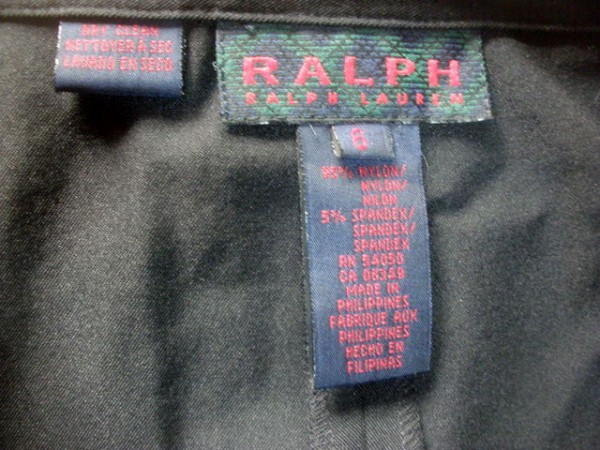 DRY CLEAN
NETTOYER À SEC
LAVADO EN SECO
RALPH
RALPH LAUREN
6
95% NYLON/
NYLON/
NILON
5% SPANDEX/
SPANDEX/
SPANDEX
RN 54050
CA 08349
MADE IN
PHILIPPINES
FABRIQUE AUX
PHILIPPINES
HECHO EN
FILIPINAS